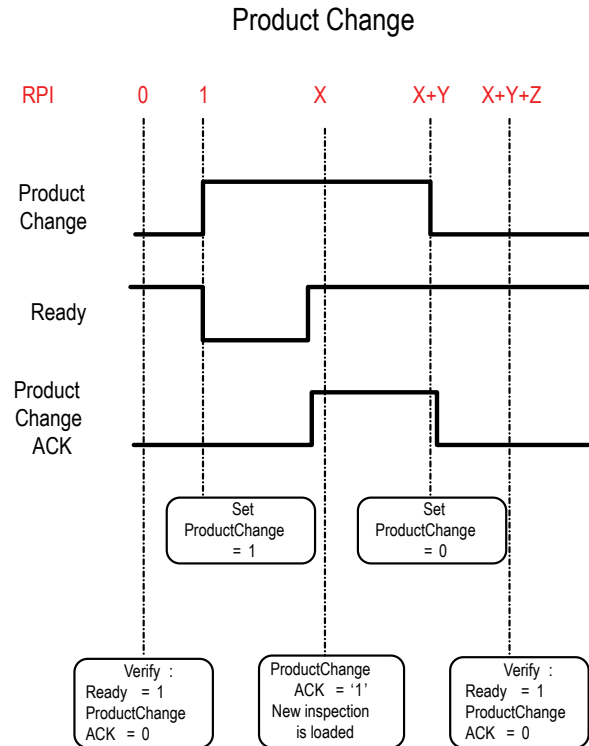 Product Change
RPI 0 1 X X+Y X+Y+Z
Product
Change
Ready
Product
Change
ACK
Set
ProductChange
= 1
Set
ProductChange
= 0
Verify :
Ready = 1
ProductChange
ACK = 0
ProductChange
ACK = ‘1’
New inspection
is loaded
Verify :
Ready = 1
ProductChange
ACK = 0